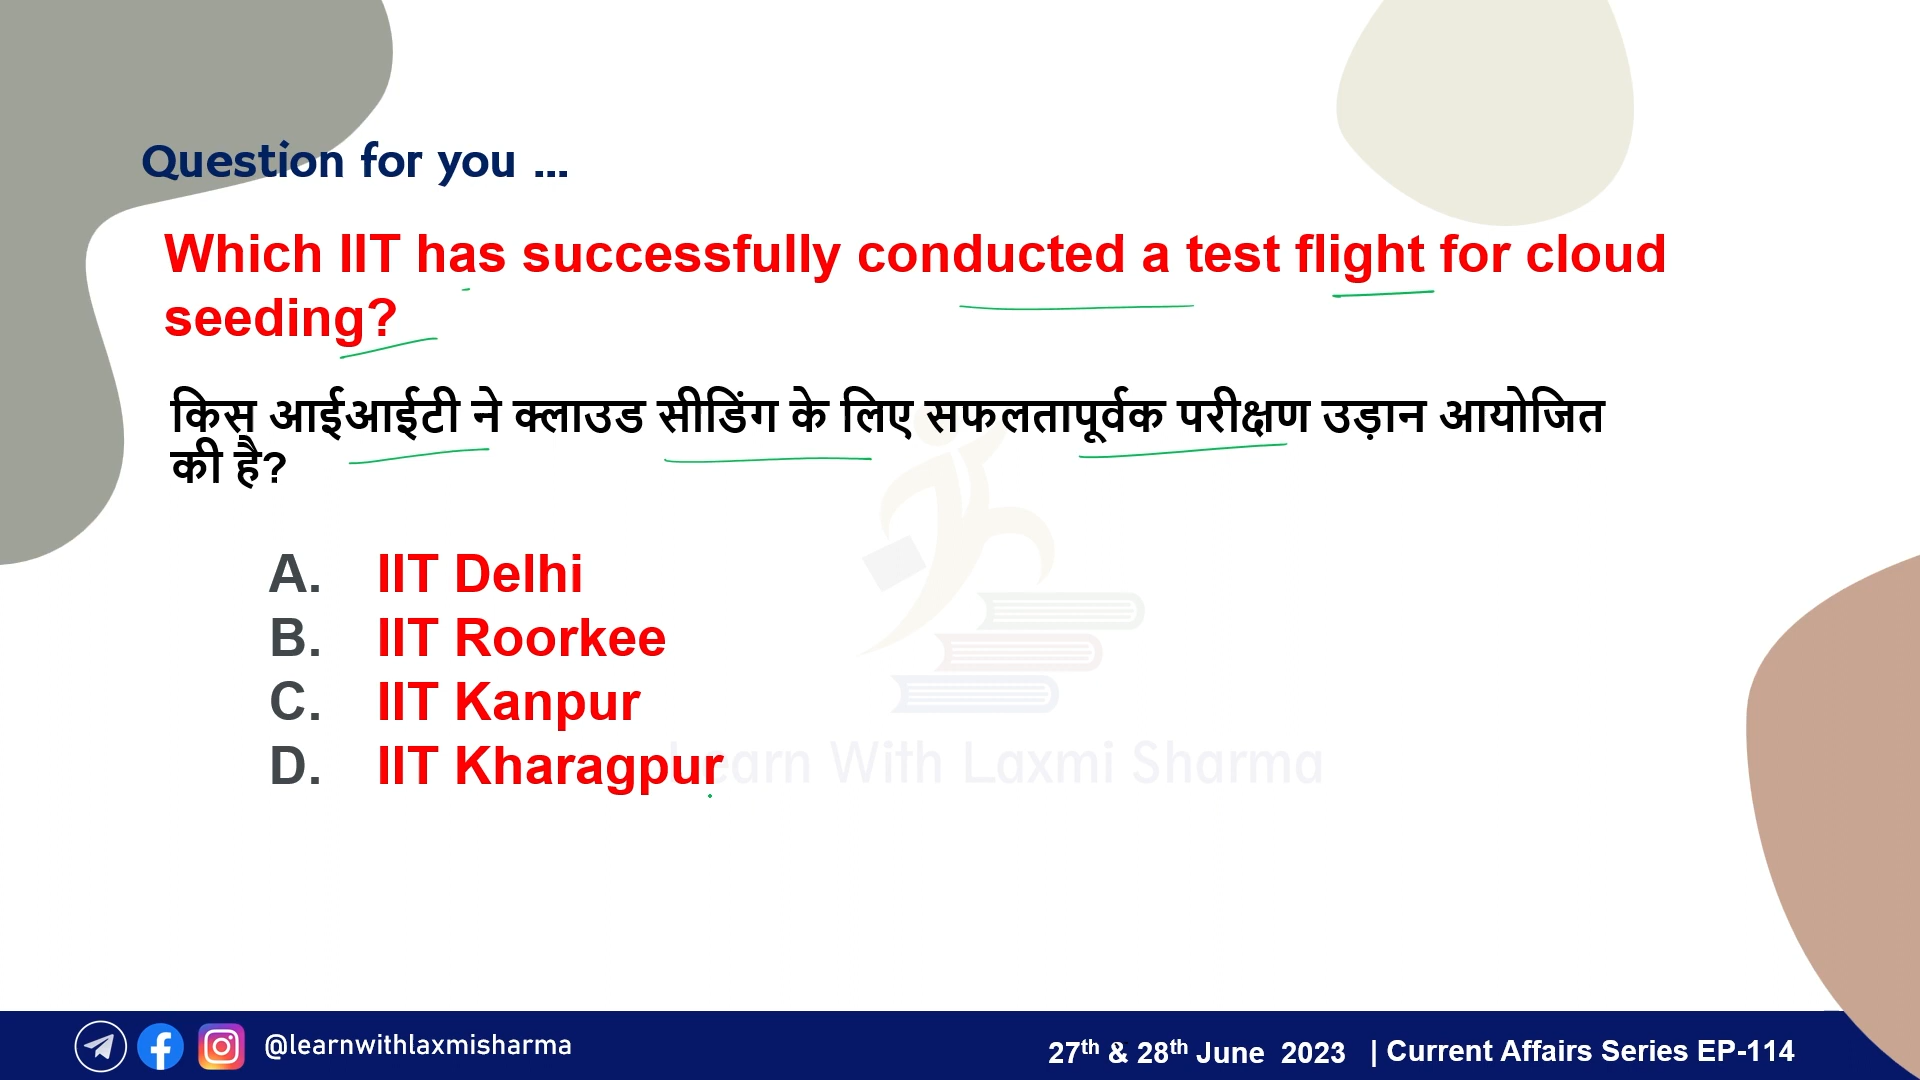 Question for you ...
Which IIT has successfully conducted a test flight for cloud
seeding?
किस आईआईटी ने क्लाउड सीडिंग के लिए सफलतापूर्वक परीक्षण उड़ान आयोजित
की है?
A. IIT Delhi
B. IIT Roorkee
C. IIT Kanpur
D. IIT Kharagpur
Learn With Laxmi Sharma
@learnwithlaxmisharma
27th & 28th June 2023 | Current Affairs Series EP-114